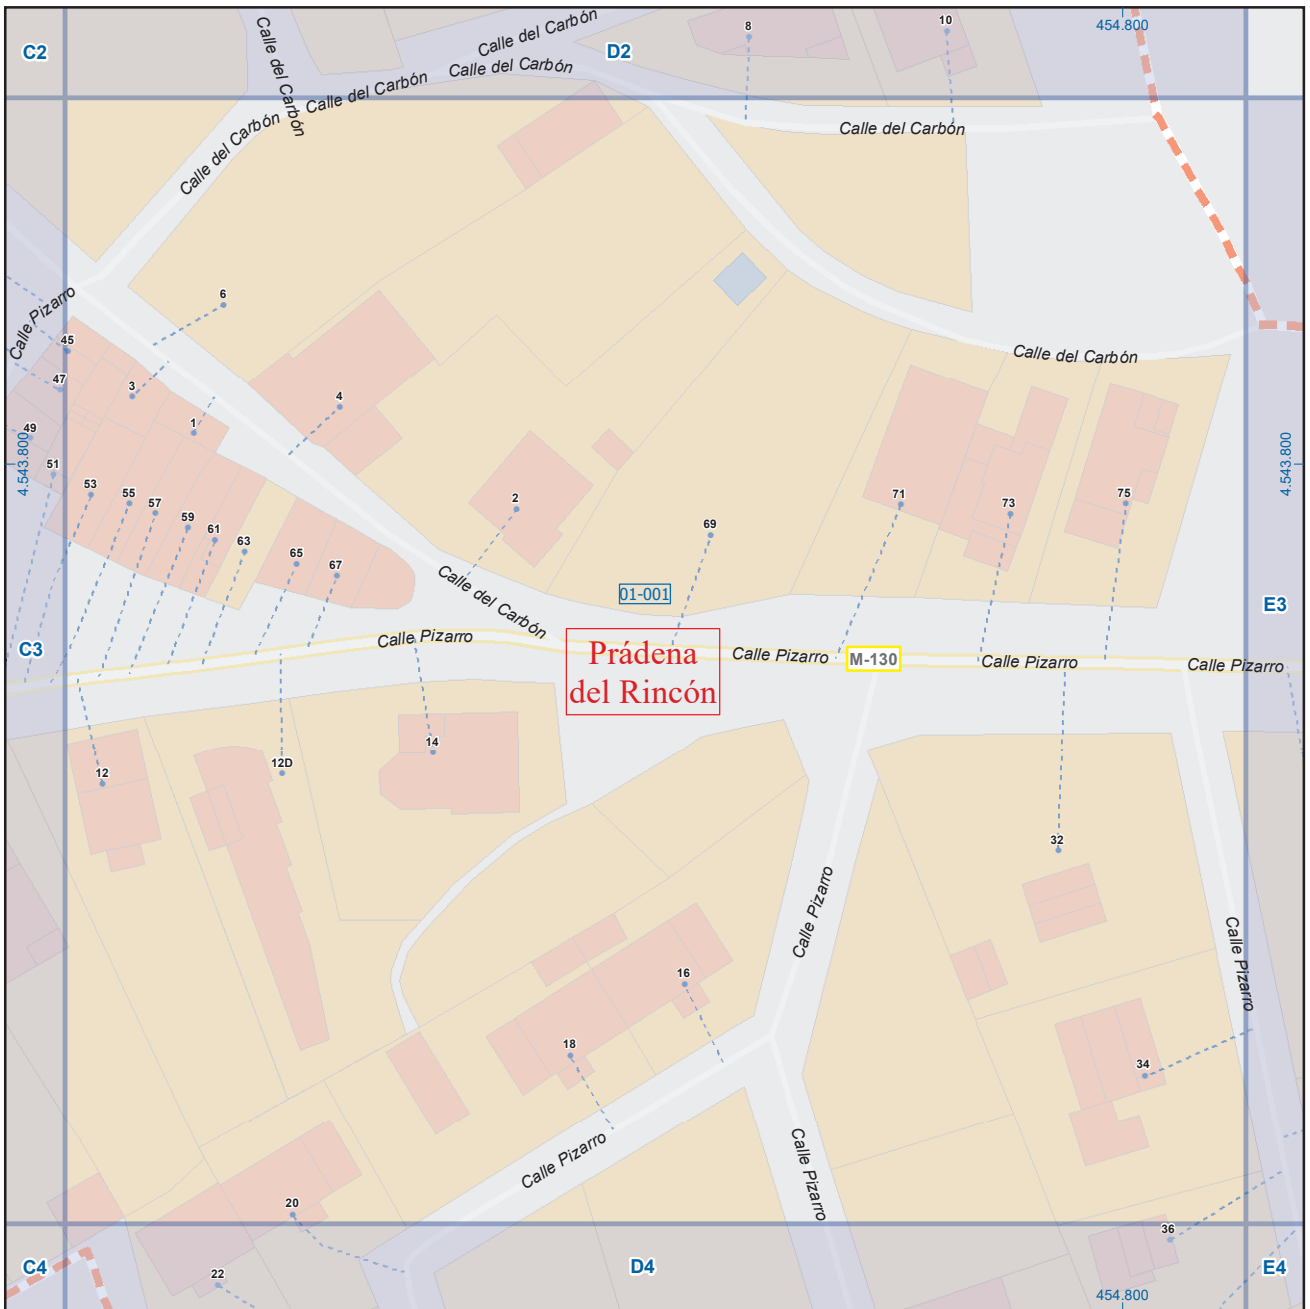 C2
D2
454.800
8
10
Calle del Carbón
Calle del Carbón
Calle del Carbón
Calle del Carbón
Calle del Carbón
Calle del Carbón
Calle Pizarro
6
45
3
47
4
1
49
4.543.800
51
53
55
57
59
61
63
65
67
2
69
71
73
75
Calle del Carbón
4.543.800
Calle del Carbón
01-001
C3
E3
Calle Pizarro
Prádena
del Rincón
Calle Pizarro
M-130
Calle Pizarro
Calle Pizarro
12
12D
14
32
Calle Pizarro
Calle Pizarro
16
18
34
Calle Pizarro
Calle Pizarro
20
22
36
C4
D4
E4
454.800